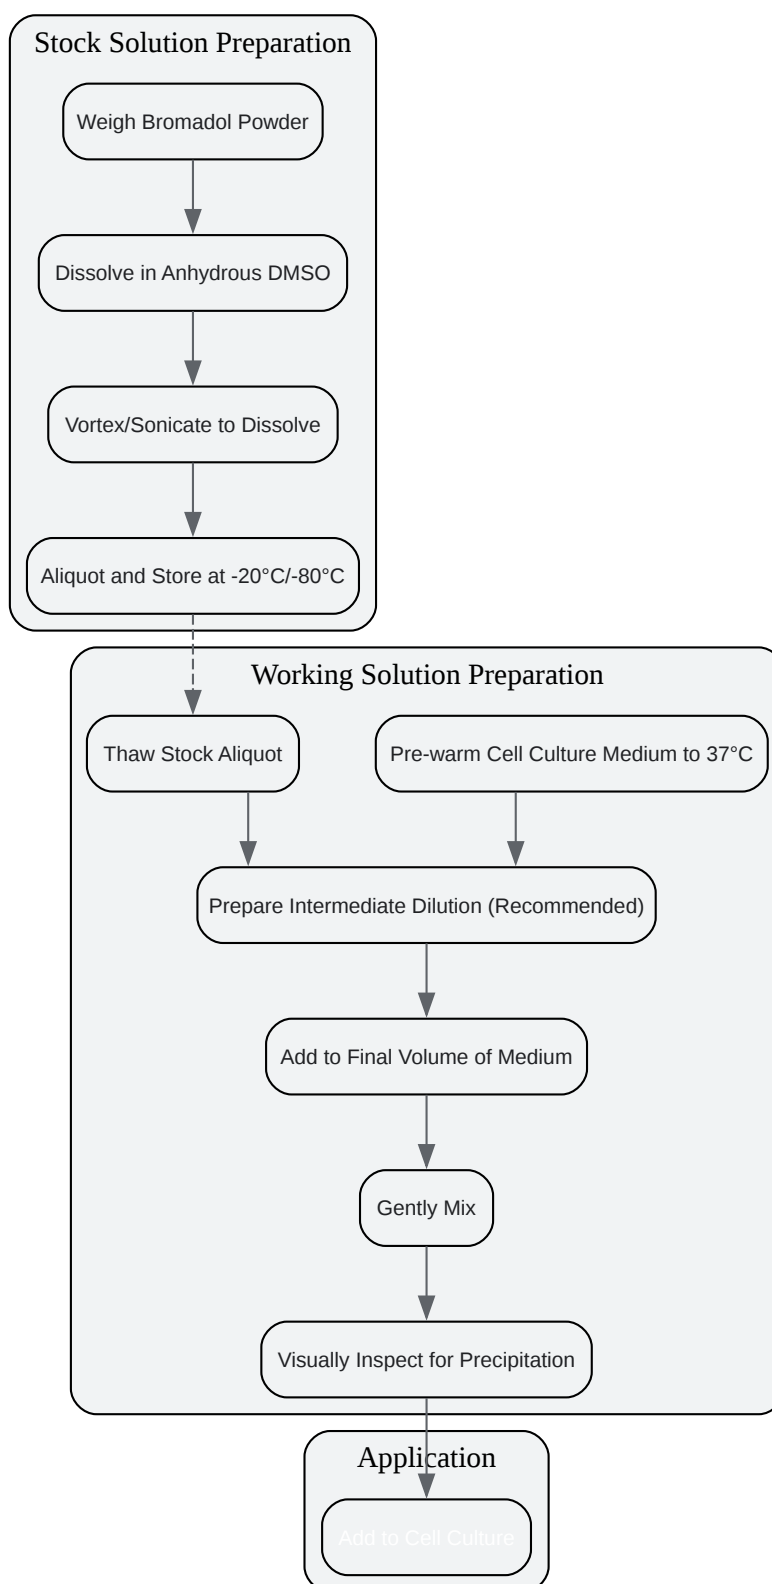 Stock Solution Preparation
Weigh Bromadol Powder
Dissolve in Anhydrous DMSO
Vortex/Sonicate to Dissolve
Aliquot and Store at -20°C/-80°C
Working Solution Preparation
Thaw Stock Aliquot
Pre-warm Cell Culture Medium to 37°C
Prepare Intermediate Dilution (Recommended)
Add to Final Volume of Medium
Gently Mix
Visually Inspect for Precipitation
Application
Add to Cell Culture